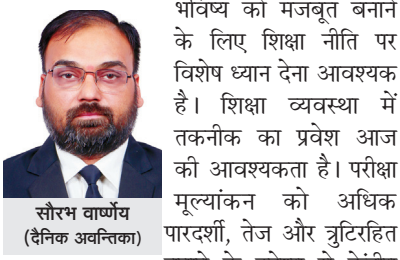 भविष्य को मजबूत बनाने
के लिए शिक्षा नीति पर
विशेष ध्यान देना आवश्यक
है। शिक्षा व्यवस्था में
तकनीक का प्रवेश आज
की आवश्यकता है। परीक्षा
मूल्यांकन को अधिक
पारदर्शी, तेज और त्रुटिरहित
सौरभ वार्ष्णेय
(दैनिक अवन्तिका)